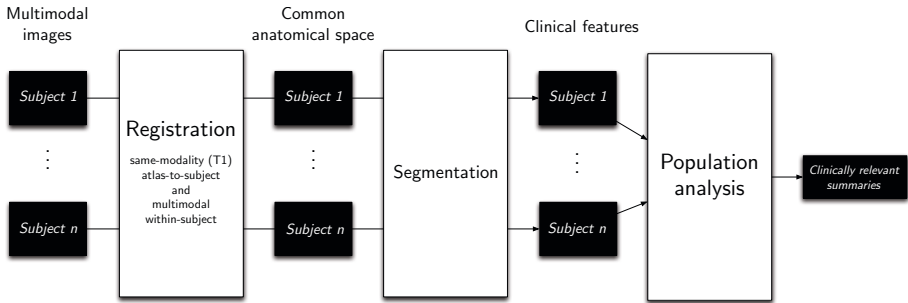 Multimodal
images
Common
anatomical space
Clinical features
Subject 1
Subject 1
Subject 1
Registration
same-modality (T1)
atlas-to-subject
and
multimodal
within-subject
Segmentation
Population
analysis
Clinically relevant
summaries
Subject n
Subject n
Subject n